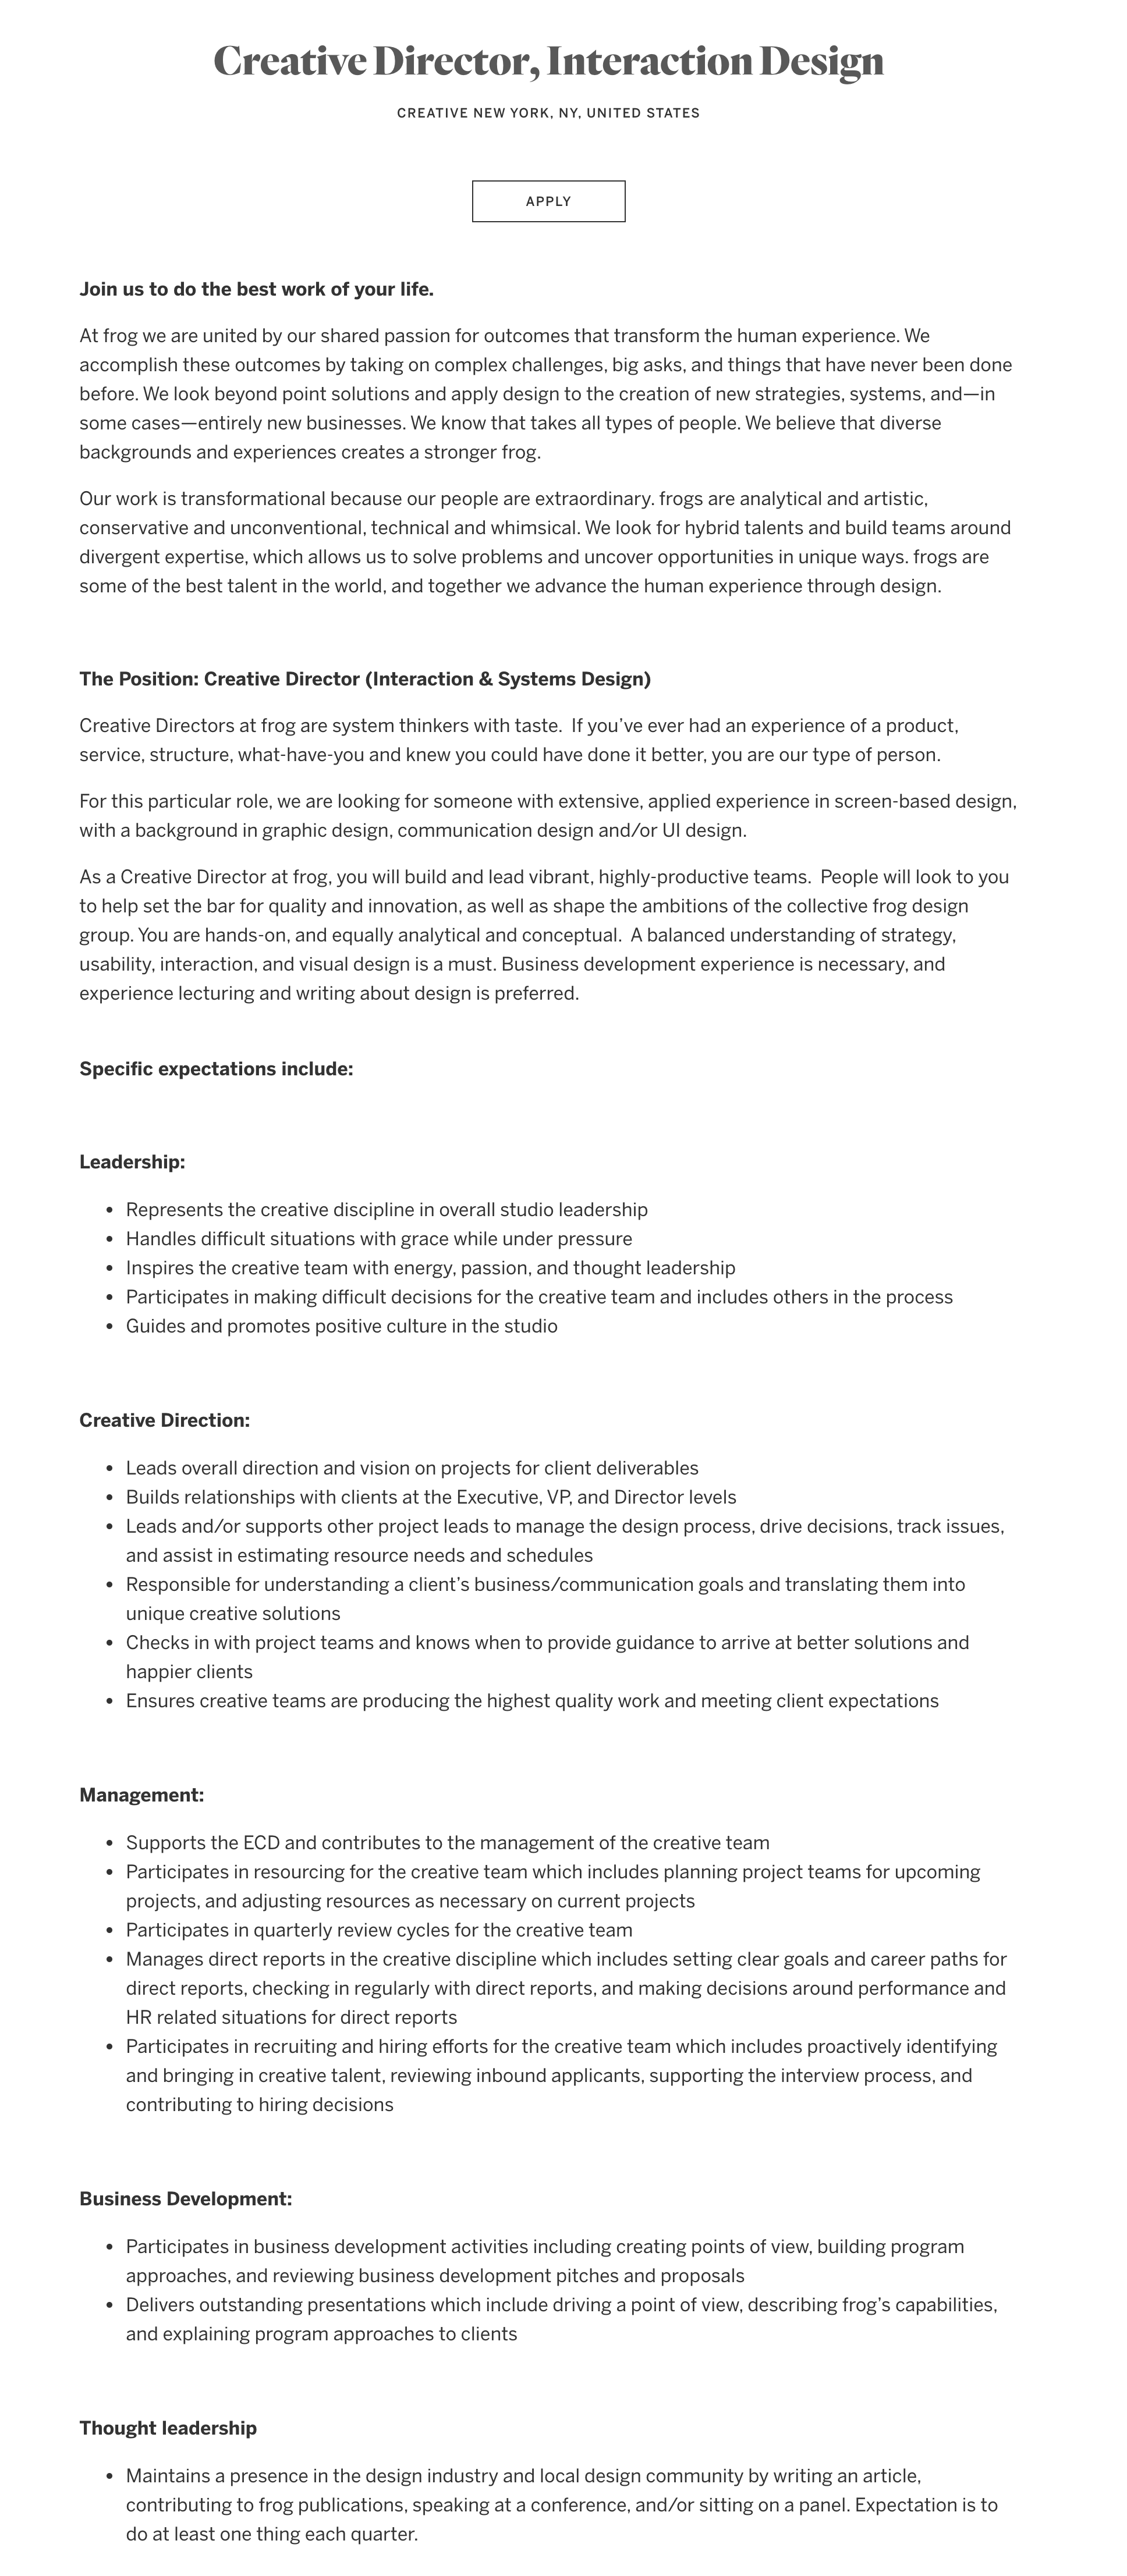 Creative Director, Interaction Design
CREATIVE NEW YORK, NY, UNITED STATES
APPLY
Join us to do the best work of your life.
At frog we are united by our shared passion for outcomes that transform the human experience. We
accomplish these outcomes by taking on complex challenges, big asks, and things that have never been done
before. We look beyond point solutions and apply design to the creation of new strategies, systems, and—in
some cases—entirely new businesses. We know that takes all types of people. We believe that diverse
backgrounds and experiences creates a stronger frog.
Our work is transformational because our people are extraordinary. frogs are analytical and artistic,
conservative and unconventional, technical and whimsical. We look for hybrid talents and build teams around
divergent expertise, which allows us to solve problems and uncover opportunities in unique ways. frogs are
some of the best talent in the world, and together we advance the human experience through design.
The Position: Creative Director (Interaction & Systems Design)
Creative Directors at frog are system thinkers with taste.  If you’ve ever had an experience of a product,
service, structure, what-have-you and knew you could have done it better, you are our type of person.
For this particular role, we are looking for someone with extensive, applied experience in screen-based design,
with a background in graphic design, communication design and/or UI design.
As a Creative Director at frog, you will build and lead vibrant, highly-productive teams.  People will look to you
to help set the bar for quality and innovation, as well as shape the ambitions of the collective frog design
group. You are hands-on, and equally analytical and conceptual.  A balanced understanding of strategy,
usability, interaction, and visual design is a must. Business development experience is necessary, and
experience lecturing and writing about design is preferred.
Specific expectations include:
Leadership:
• Represents the creative discipline in overall studio leadership
• Handles difficult situations with grace while under pressure
• Inspires the creative team with energy, passion, and thought leadership
• Participates in making difficult decisions for the creative team and includes others in the process
• Guides and promotes positive culture in the studio
Creative Direction:
• Leads overall direction and vision on projects for client deliverables
• Builds relationships with clients at the Executive, VP, and Director levels
• Leads and/or supports other project leads to manage the design process, drive decisions, track issues,
and assist in estimating resource needs and schedules
• Responsible for understanding a client’s business/communication goals and translating them into
unique creative solutions
• Checks in with project teams and knows when to provide guidance to arrive at better solutions and
happier clients
• Ensures creative teams are producing the highest quality work and meeting client expectations
Management:
• Supports the ECD and contributes to the management of the creative team
• Participates in resourcing for the creative team which includes planning project teams for upcoming
projects, and adjusting resources as necessary on current projects
• Participates in quarterly review cycles for the creative team
• Manages direct reports in the creative discipline which includes setting clear goals and career paths for
direct reports, checking in regularly with direct reports, and making decisions around performance and
HR related situations for direct reports
• Participates in recruiting and hiring efforts for the creative team which includes proactively identifying
and bringing in creative talent, reviewing inbound applicants, supporting the interview process, and
contributing to hiring decisions
Business Development:
• Participates in business development activities including creating points of view, building program
approaches, and reviewing business development pitches and proposals
• Delivers outstanding presentations which include driving a point of view, describing frog’s capabilities,
and explaining program approaches to clients
Thought leadership
• Maintains a presence in the design industry and local design community by writing an article,
contributing to frog publications, speaking at a conference, and/or sitting on a panel. Expectation is to
do at least one thing each quarter.